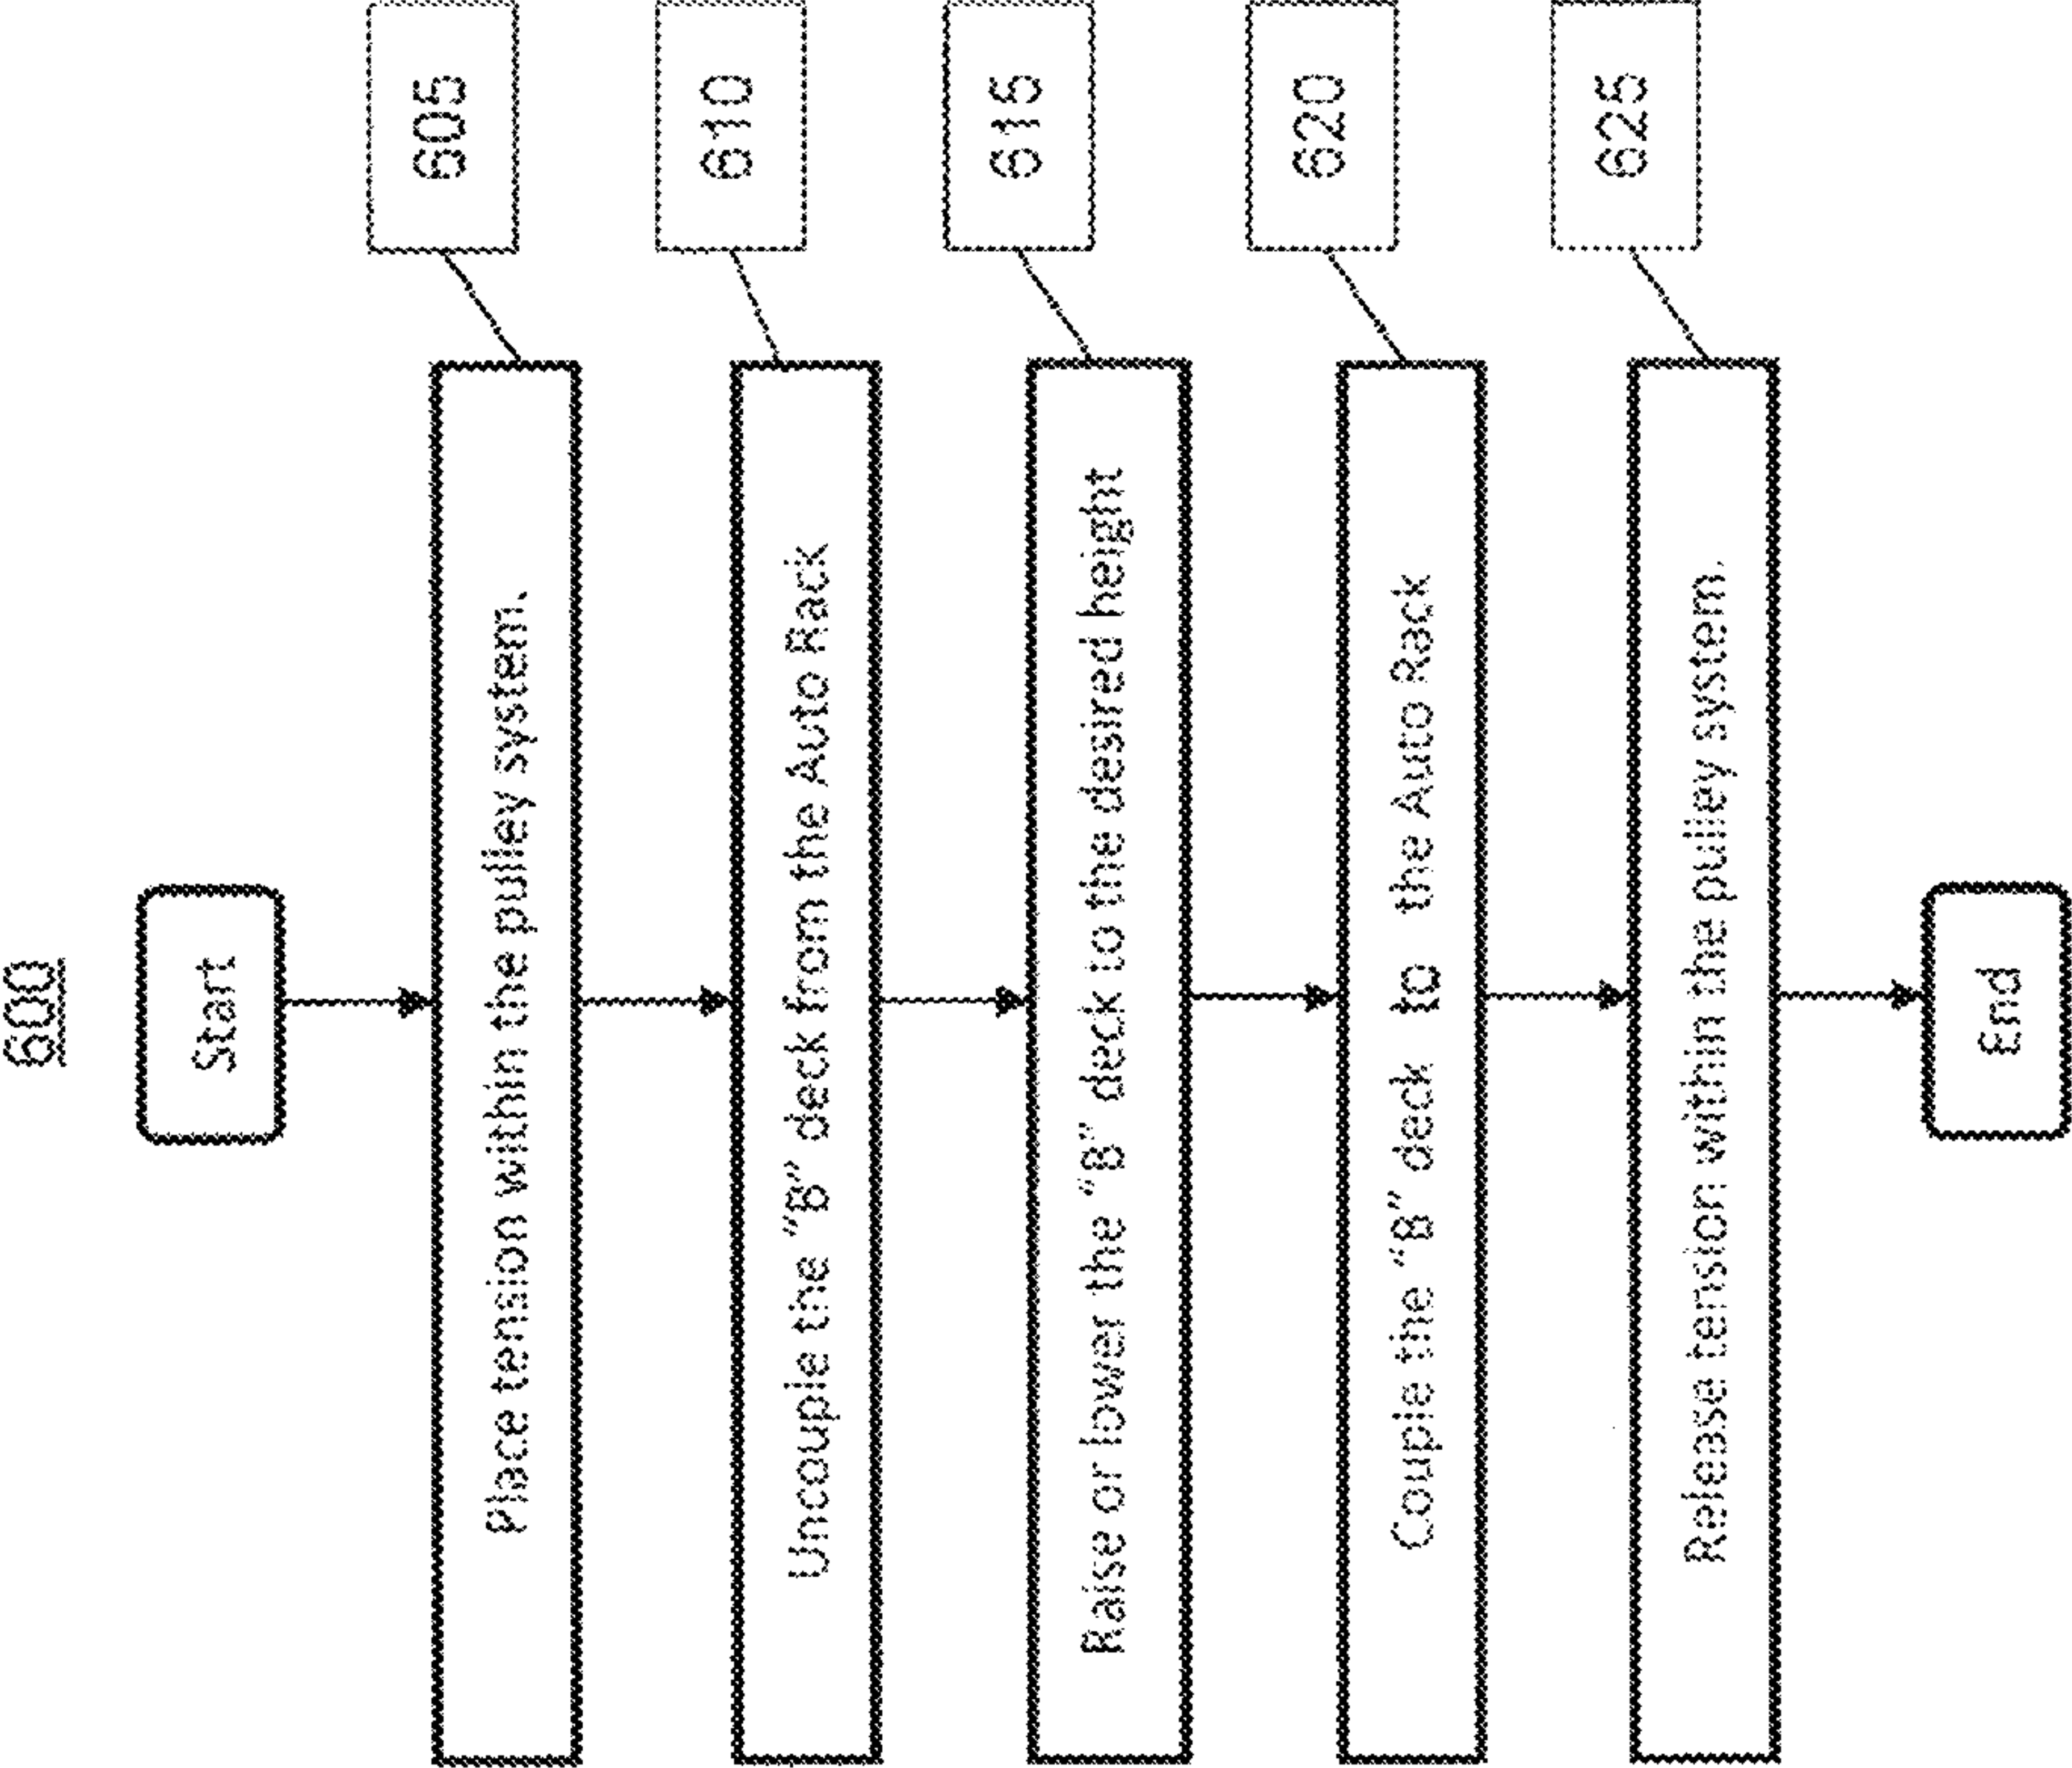 600
Start
Place tension within the pulley system.
605
Uncouple the "B" deck from the Auto Rack
610
Raise or lower the "B" deck to the desired height
615
Couple the "B" deck to the Auto Rack
620
Release tension within the pulley system.
625
End